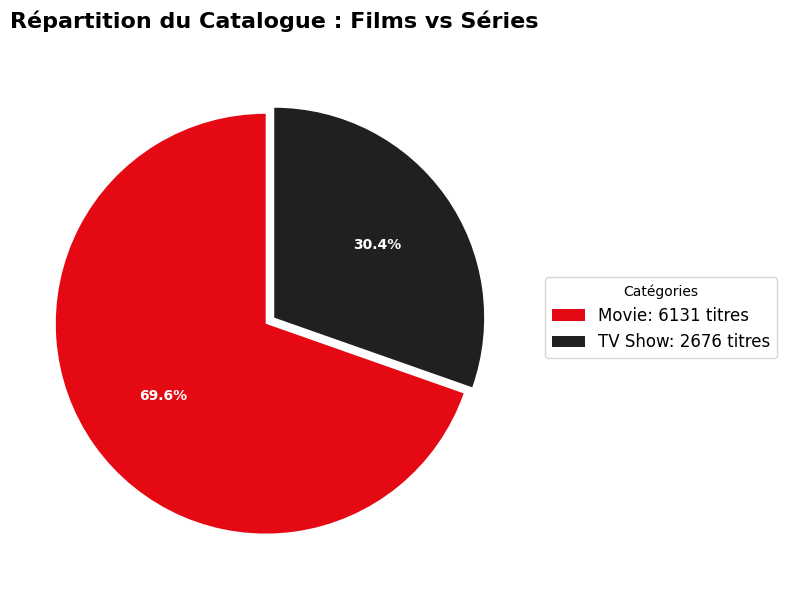 Répartition du Catalogue : Films vs Séries
30.4%
69.6%
Catégories
Movie: 6131 titres
TV Show: 2676 titres